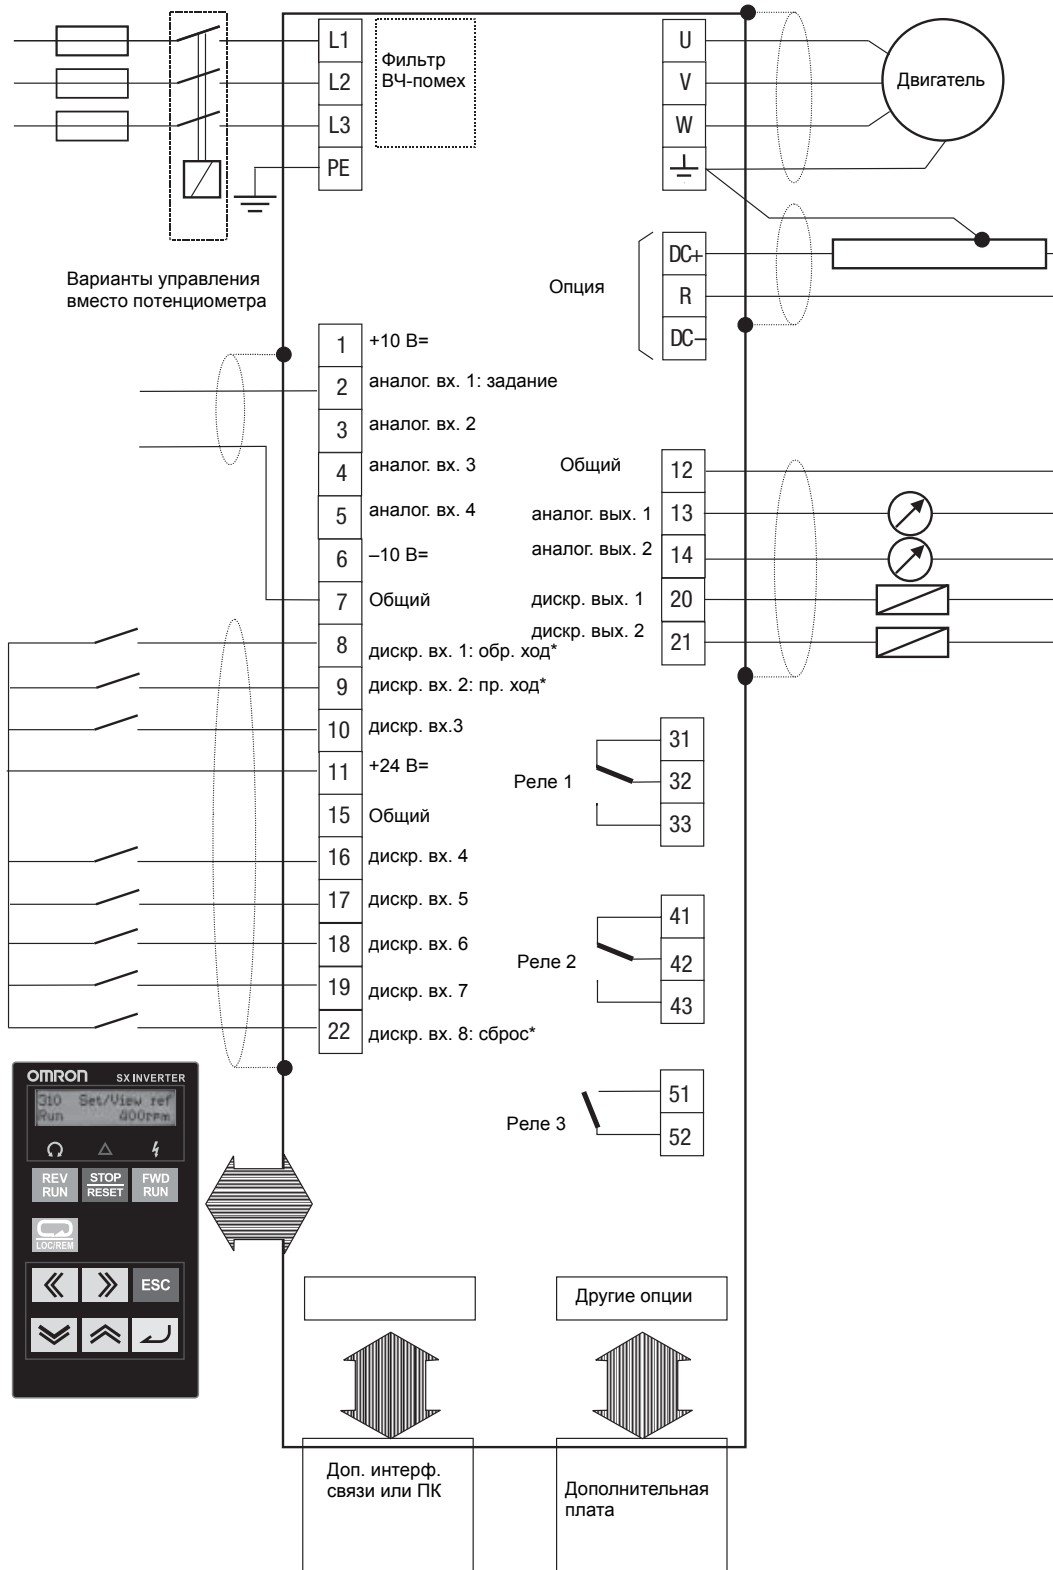 L1
L2
L3
PE
Фильтр
ВЧ-помех
U
V
W
Двигатель
Варианты управления
вместо потенциометра
Опция
DC+
R
DC−
1 +10 В=
2 аналог. вх. 1: задание
3 аналог. вх. 2
4 аналог. вх. 3
5 аналог. вх. 4
6 –10 В=
7 Общий
8 дискр. вх. 1: обр. ход*
9 дискр. вх. 2: пр. ход*
10 дискр. вх.3
11 +24 В=
15 Общий
16 дискр. вх. 4
17 дискр. вх. 5
18 дискр. вх. 6
19 дискр. вх. 7
22 дискр. вх. 8: сброс*
Общий 12
аналог. вых. 1 13
аналог. вых. 2 14
дискр. вых. 1 20
дискр. вых. 2 21
Реле 1
31
32
33
Реле 2
41
42
43
Реле 3
51
52
OMRON SX INVERTER
310 Set/View ref
Run 400rpm
REV RUN
STOP RESET
FWD RUN
LOC/REM
ESC
Другие опции
Доп. интерф.
связи или ПК
Дополнительная
плата